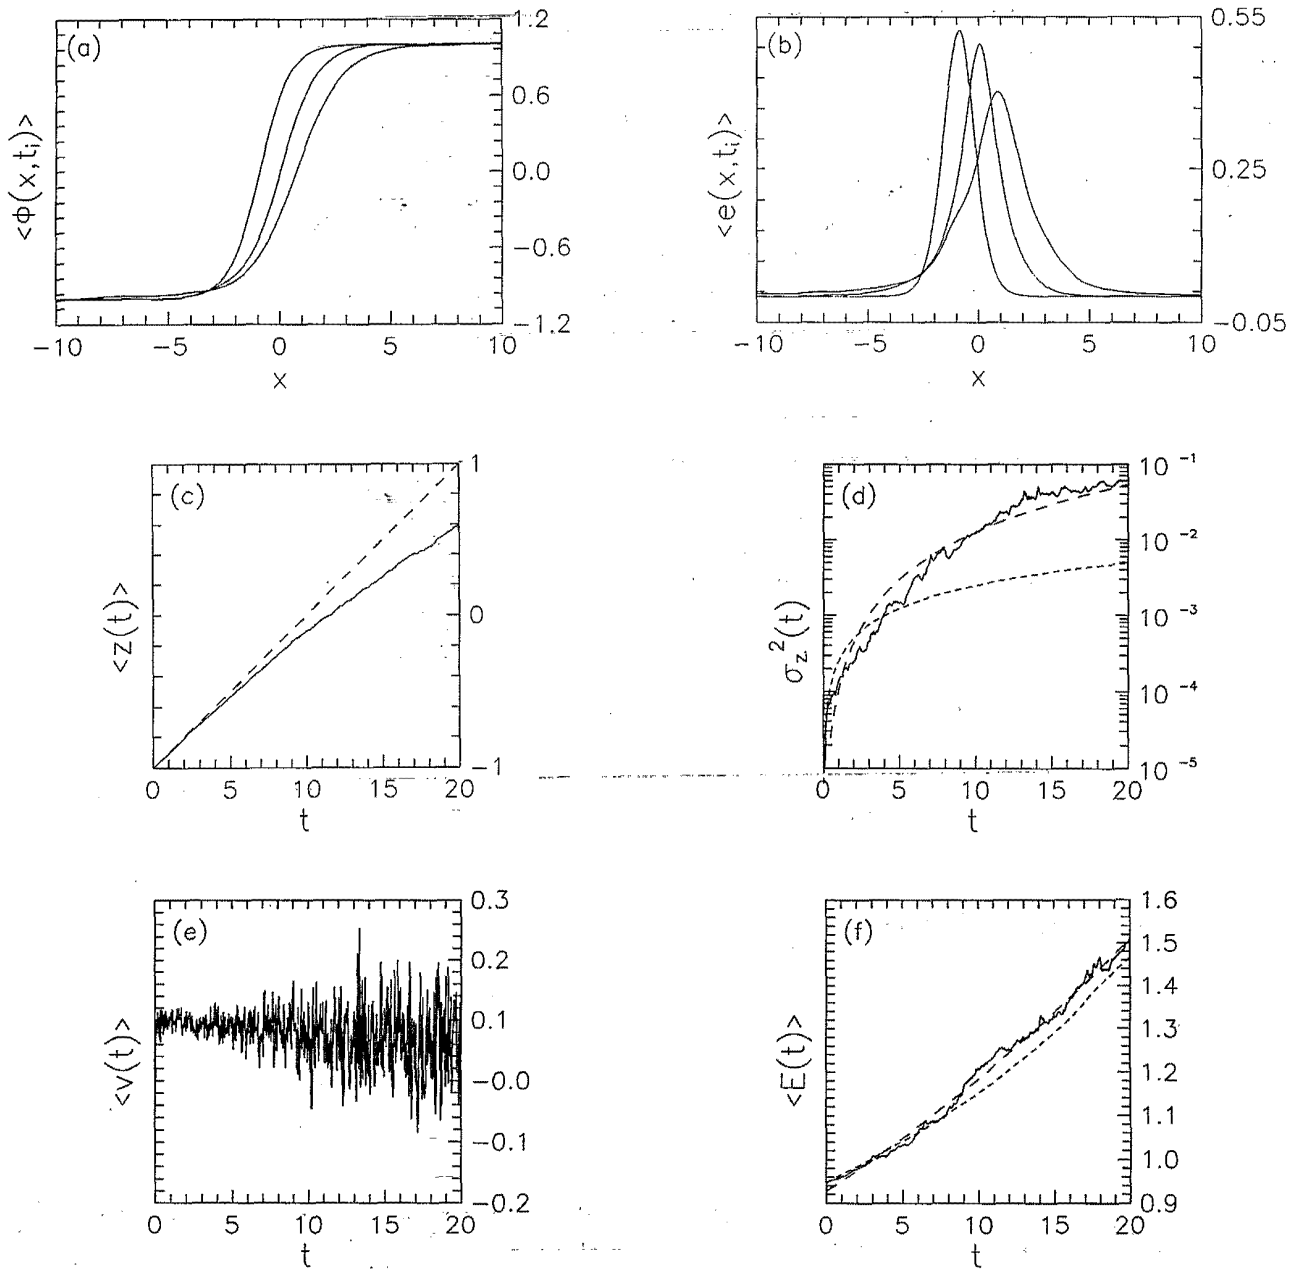 (a)
<ϕ(x,tᵢ)>
1.2
0.6
0.0
−0.6
−1.2
−10 −5 0 5 10
x
(b)
<e(x,tᵢ)>
0.55
0.25
−0.05
−10 −5 0 5 10
x
(c)
<z(t)>
1
0
−1
0 5 10 15 20
t
(d)
σ_z²(t)
10⁻¹
10⁻²
10⁻³
10⁻⁴
10⁻⁵
0 5 10 15 20
t
(e)
<v(t)>
0.3
0.2
0.1
−0.0
−0.1
−0.2
0 5 10 15 20
t
(f)
<E(t)>
1.6
1.5
1.4
1.3
1.2
1.1
1.0
0.9
0 5 10 15 20
t